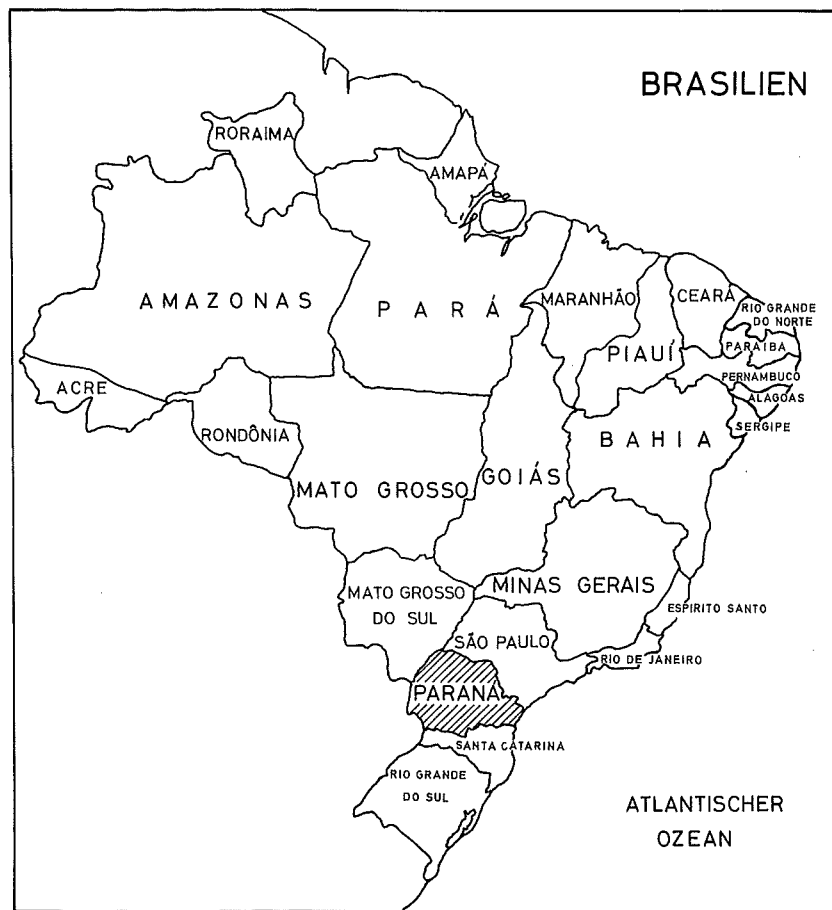 BRASILIEN
RORAIMA
AMAPÁ
AMAZONAS
PARÁ
MARANHÃO
CEARÁ
RIO GRANDE
DO NORTE
PIAUÍ
PARAÍBA
ACRE
PERNAMBUCO
ALAGOAS
RONDÔNIA
BAHIA
SERGIPE
MATO GROSSO
GOIÁS
MATO GROSSO
DO SUL
MINAS GERAIS
ESPÍRITO SANTO
SÃO PAULO
RIO DE JANEIRO
PARANÁ
SANTA CATARINA
RIO GRANDE
DO SUL
ATLANTISCHER
OZEAN